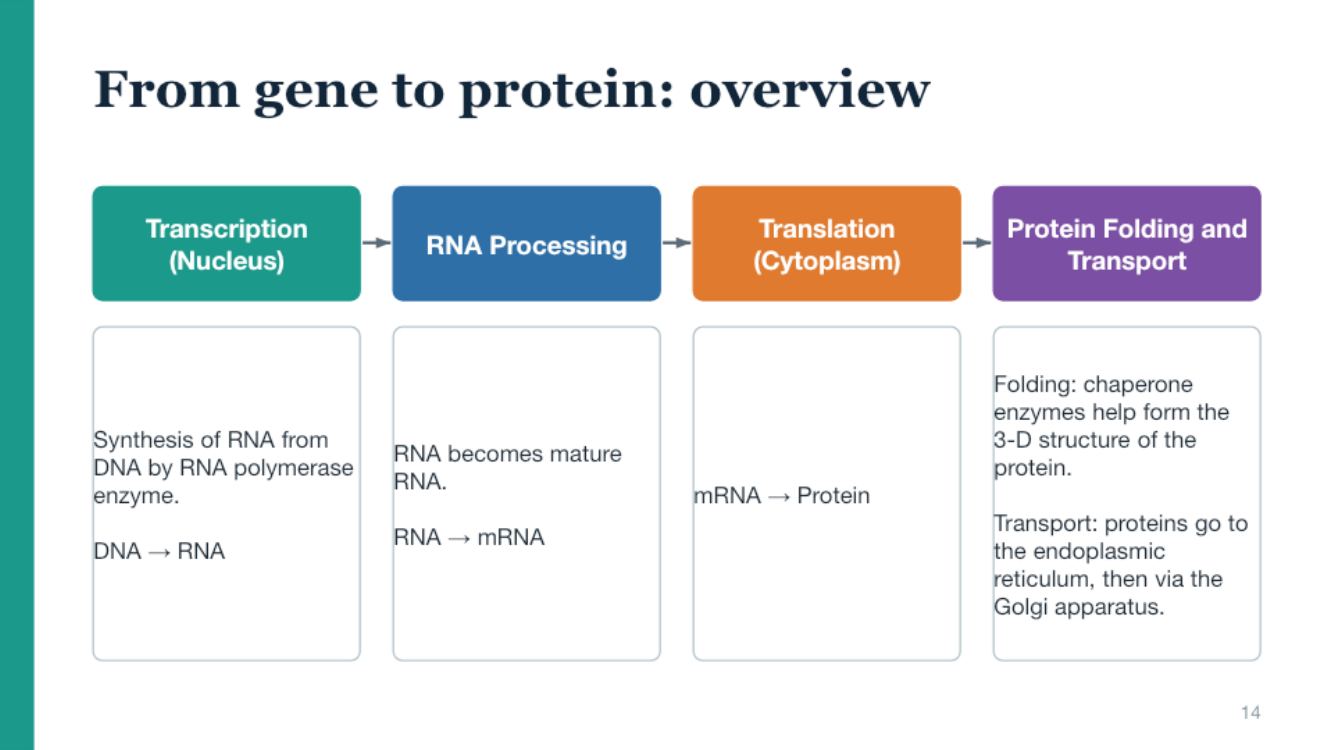 From gene to protein: overview
Transcription
(Nucleus)
RNA Processing
Translation
(Cytoplasm)
Protein Folding and
Transport
Synthesis of RNA from
DNA by RNA polymerase
enzyme.
DNA → RNA
RNA becomes mature
RNA.
RNA → mRNA
mRNA → Protein
Folding: chaperone
enzymes help form the
3-D structure of the
protein.
Transport: proteins go to
the endoplasmic
reticulum, then via the
Golgi apparatus.
14